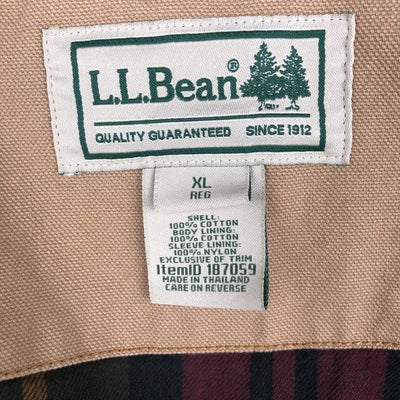 L.L.Bean®
QUALITY GUARANTEED SINCE 1912
XL
REG
SHELL:
100% COTTON
BODY LINING:
100% COTTON
SLEEVE LINING:
100% NYLON
EXCLUSIVE OF TRIM
ItemID 187059
MADE IN THAILAND
CARE ON REVERSE